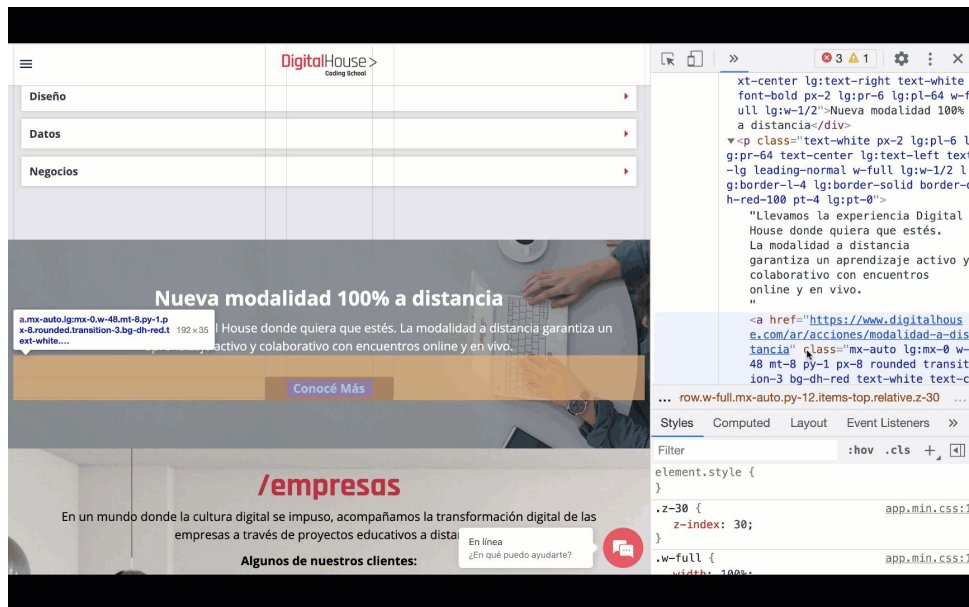 DigitalHouse>
Coding School
Diseño
Datos
Negocios
Nueva modalidad 100% a distancia
a.mx-auto.lg:mx-0.w-48.mt-8.py-1.p
x-8.rounded.transition-3.bg-dh-red.t
ext-white....
192 × 35
l House donde quiera que estés. La modalidad a distancia garantiza un
activo y colaborativo con encuentros online y en vivo.
Conocé Más
/empresas
En un mundo donde la cultura digital se impuso, acompañamos la transformación digital de las
empresas a través de proyectos educativos a dista
Algunos de nuestros clientes:
En línea
¿En qué puedo ayudarte?
»
3 1
xt-center lg:text-right text-white
font-bold px-2 lg:pr-6 lg:pl-64 w-f
ull lg:w-1/2">Nueva modalidad 100%
a distancia</div>
▼<p class="text-white px-2 lg:pl-6 l
g:pr-64 text-center lg:text-left text
-lg leading-normal w-full lg:w-1/2 l
g:border-l-4 lg:border-solid border-d
h-red-100 pt-4 lg:pt-0">
"Llevamos la experiencia Digital
House donde quiera que estés.
La modalidad a distancia
garantiza un aprendizaje activo y
colaborativo con encuentros
online y en vivo.
"
<a href="https://www.digitalhous
e.com/ar/acciones/modalidad-a-dis
tancia" class="mx-auto lg:mx-0 w-
48 mt-8 py-1 px-8 rounded transit
ion-3 bg-dh-red text-white text-c
... row.w-full.mx-auto.py-12.items-top.relative.z-30 ...
Styles Computed Layout Event Listeners »
Filter :hov .cls +
element.style {
}
.z-30 { app.min.css:1
z-index: 30;
}
.w-full { app.min.css:1
width: 100%;